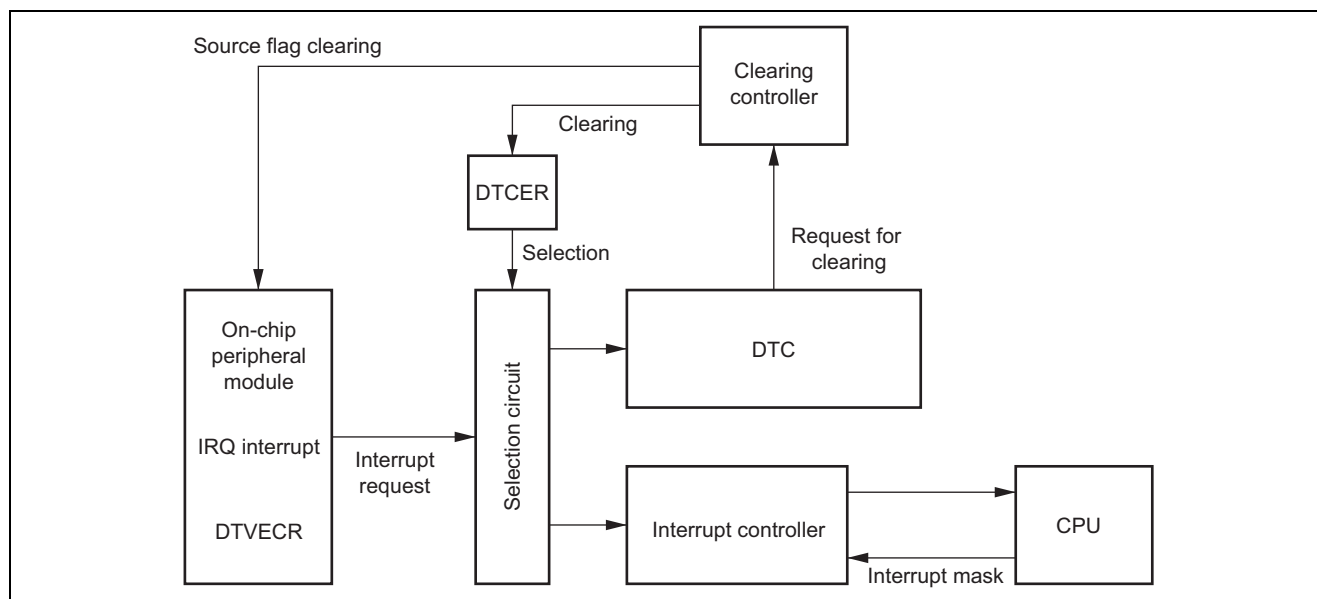 Source flag clearing
Clearing
controller
Clearing
DTCER
Selection
Request for
clearing
On-chip
peripheral
module
IRQ interrupt
DTVECR
Interrupt
request
Selection circuit
DTC
Interrupt controller
CPU
Interrupt mask